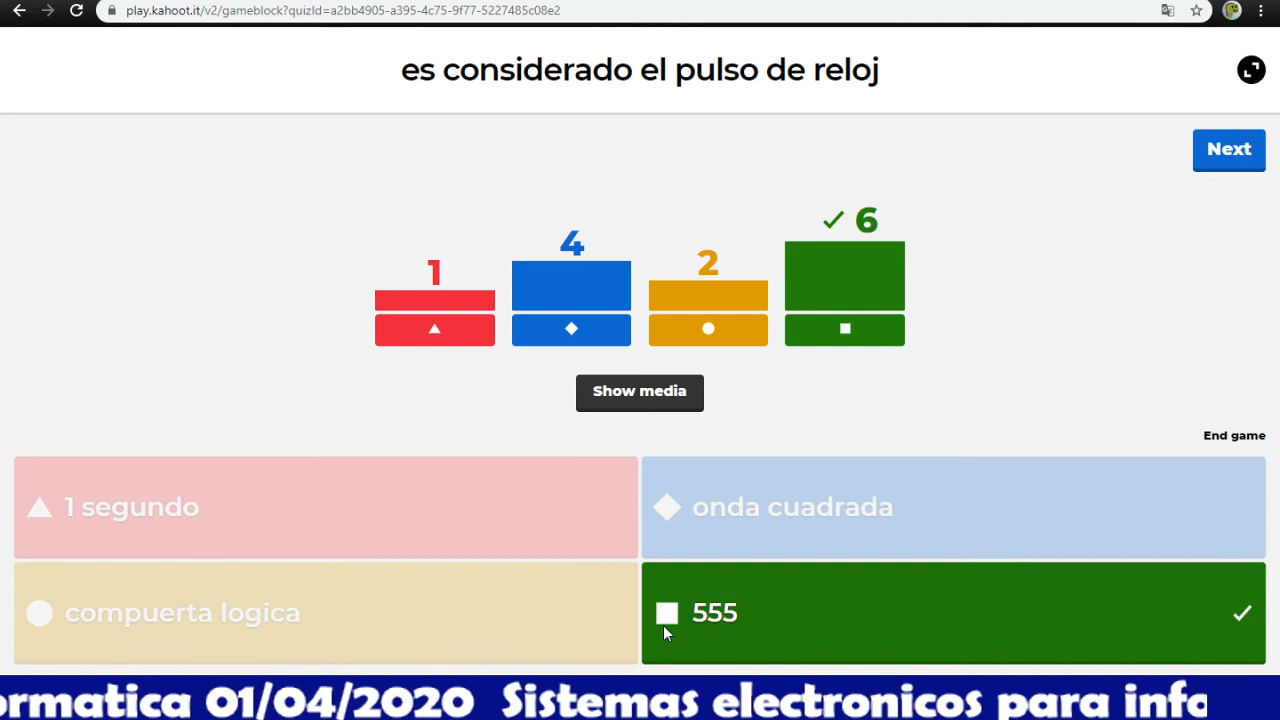 play.kahoot.it/v2/gameblock?quizId=a2bb4905-a395-4c75-9f77-5227485c08e2
es considerado el pulso de reloj
Next
1
4
2
6
Show media
End game
1 segundo
onda cuadrada
compuerta logica
555
ormatica 01/04/2020 Sistemas electronicos para info